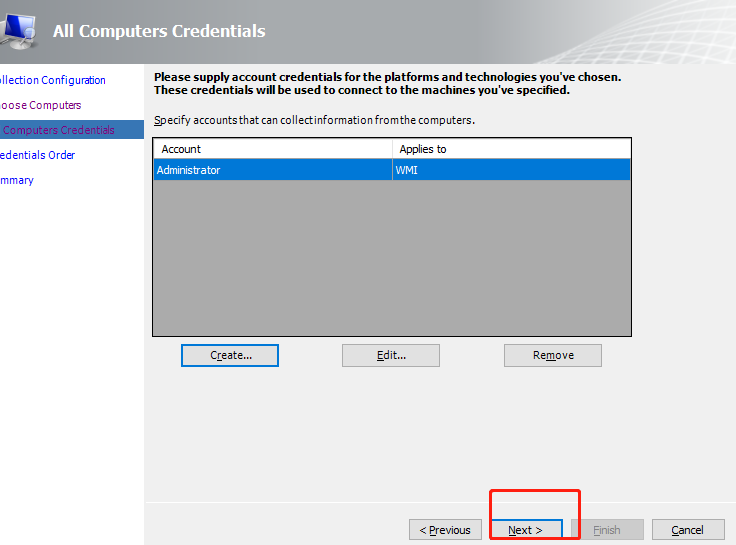 All Computers Credentials
ollection Configuration
oose Computers
Computers Credentials
edentials Order
mmary
Please supply account credentials for the platforms and technologies you've chosen.
These credentials will be used to connect to the machines you've specified.
Specify accounts that can collect information from the computers.
Account Applies to
Administrator WMI
Create... Edit... Remove
< Previous Next > Finish Cancel